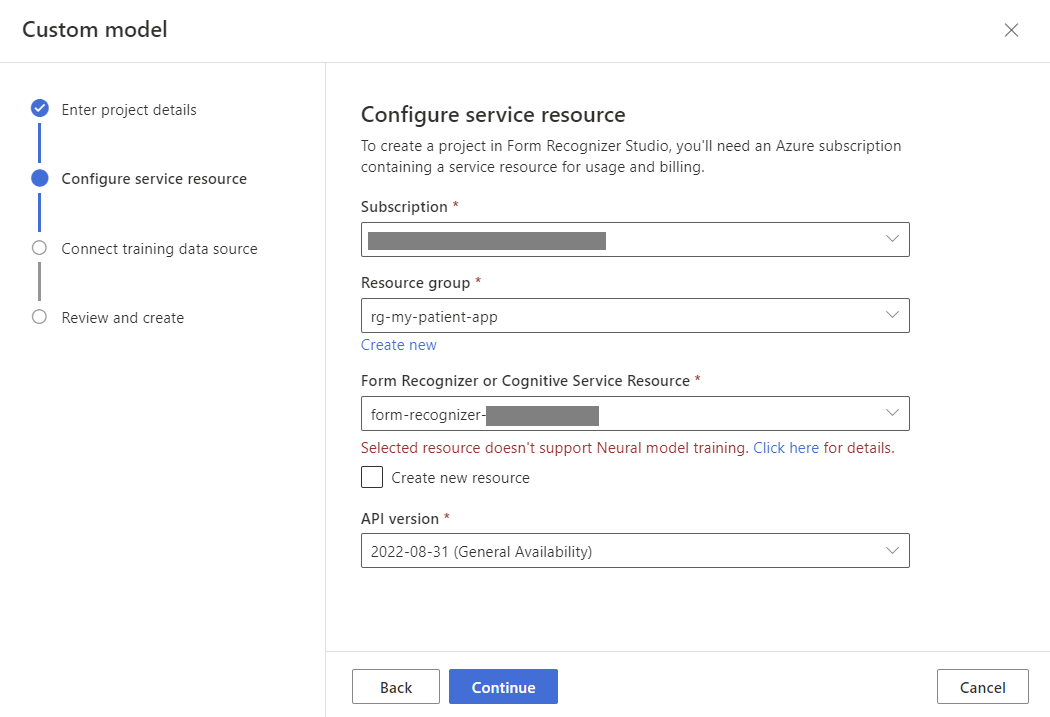 Custom model
Enter project details
Configure service resource
Connect training data source
Review and create
Configure service resource
To create a project in Form Recognizer Studio, you'll need an Azure subscription
containing a service resource for usage and billing.
Subscription *
Resource group *
rg-my-patient-app
Create new
Form Recognizer or Cognitive Service Resource *
form-recognizer-
Selected resource doesn't support Neural model training. Click here for details.
Create new resource
API version *
2022-08-31 (General Availability)
Back
Continue
Cancel